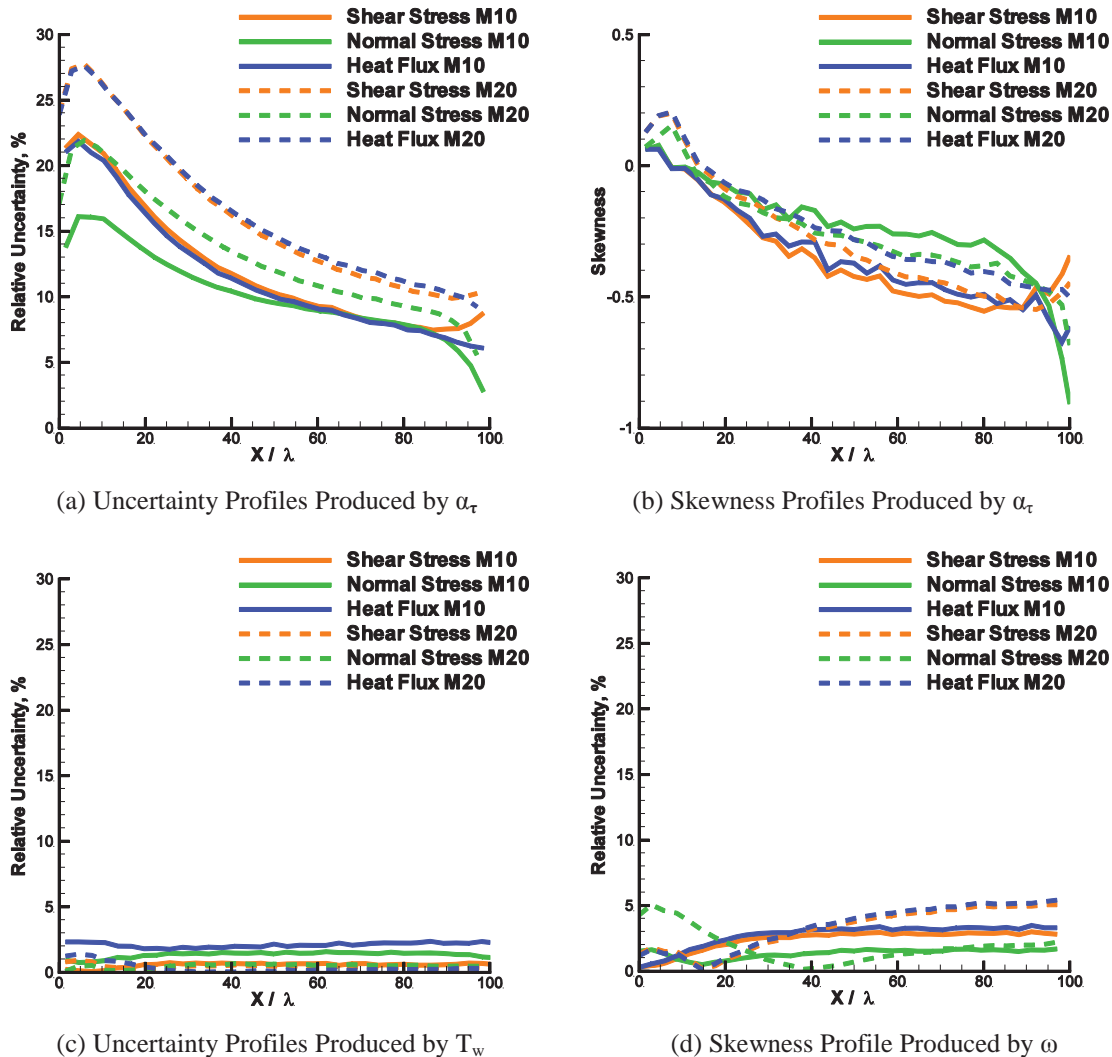 Shear Stress M10
Normal Stress M10
Heat Flux M10
Shear Stress M20
Normal Stress M20
Heat Flux M20
Relative Uncertainty, %
30
25
20
15
10
5
0
0. 20. 40. 60. 80. 100.
X / λ
(a) Uncertainty Profiles Produced by ατ
Shear Stress M10
Normal Stress M10
Heat Flux M10
Shear Stress M20
Normal Stress M20
Heat Flux M20
Skewness
0.5
0
-0.5
-1
0. 20. 40. 60. 80. 100.
X / λ
(b) Skewness Profiles Produced by ατ
Shear Stress M10
Normal Stress M10
Heat Flux M10
Shear Stress M20
Normal Stress M20
Heat Flux M20
Relative Uncertainty, %
30
25
20
15
10
5
0
0. 20. 40. 60. 80. 100.
X / λ
(c) Uncertainty Profiles Produced by Tw
Shear Stress M10
Normal Stress M10
Heat Flux M10
Shear Stress M20
Normal Stress M20
Heat Flux M20
Relative Uncertainty, %
30
25
20
15
10
5
0
0. 20. 40. 60. 80. 100.
X / λ
(d) Skewness Profile Produced by ω